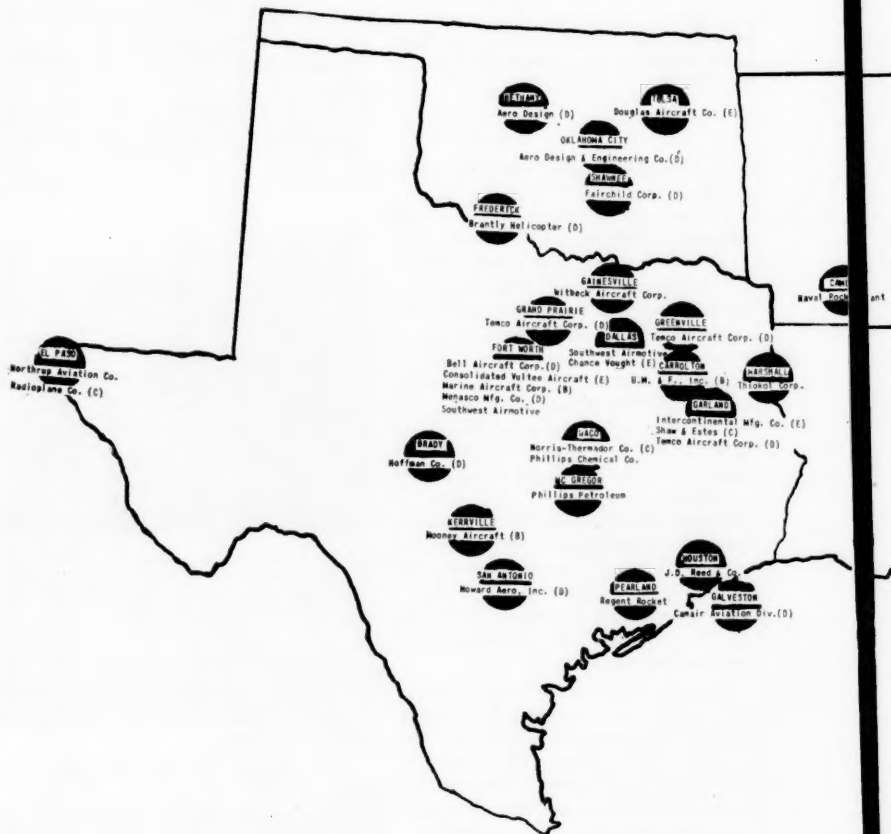 BETHANY
Aero Design (D)
TULSA
Douglas Aircraft Co. (E)
OKLAHOMA CITY
Aero Design & Engineering Co.(D)
SHAWNEE
Fairchild Corp. (D)
FREDERICK
Brantly Helicopter (D)
GAINESVILLE
Witbeck Aircraft Corp.
GRAND PRAIRIE
Temco Aircraft Corp. (D)
DALLAS
Southwest Airmotive
Chance Vought (E)
GREENVILLE
Temco Aircraft Corp. (D)
FORT WORTH
Bell Aircraft Corp.(D)
Consolidated Vultee Aircraft (E)
Marine Aircraft Corp. (B)
Menasco Mfg. Co. (D)
Southwest Airmotive
CARROLTON
U.M. & F., Inc. (B)
MARSHALL
Thiokol Corp.
GARLAND
Intercontinental Mfg. Co. (E)
Shaw & Estes (C)
Temco Aircraft Corp. (D)
CAMD
Naval Rock ant
EL PASO
Northrup Aviation Co.
Radioplane Co. (C)
BRADY
Hoffman Co. (D)
WACO
Norris-Thermador Co. (C)
Phillips Chemical Co.
MC GREGOR
Phillips Petroleum
KERRVILLE
Mooney Aircraft (B)
SAN ANTONIO
Howard Aero, Inc. (B)
HOUSTON
J.D. Reed & Co.
PEARLAND
Regent Rocket
GALVESTON
Camair Aviation Div.(D)